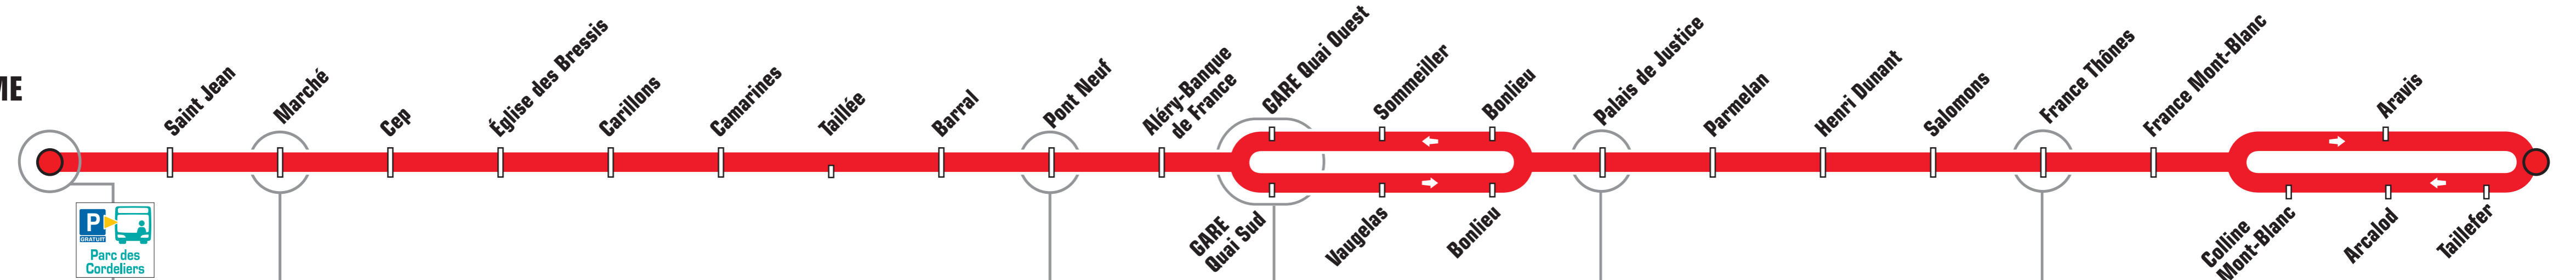 ME
Saint Jean
Marché
Cep
Église des Bressis
Carillons
Camarines
Taillée
Barral
Pont Neuf
Aléry-Banque
de France
GARE Quai Ouest
Sommeiller
Bonlieu
Palais de Justice
Parmelan
Henri Dunant
Salomons
France Thônes
France Mont-Blanc
Aravis
GARE
Quai Sud
Vaugelas
Bonlieu
Colline
Mont-Blanc
Arcalod
Taillefer
P
GRATUIT
Parc des
Cordeliers